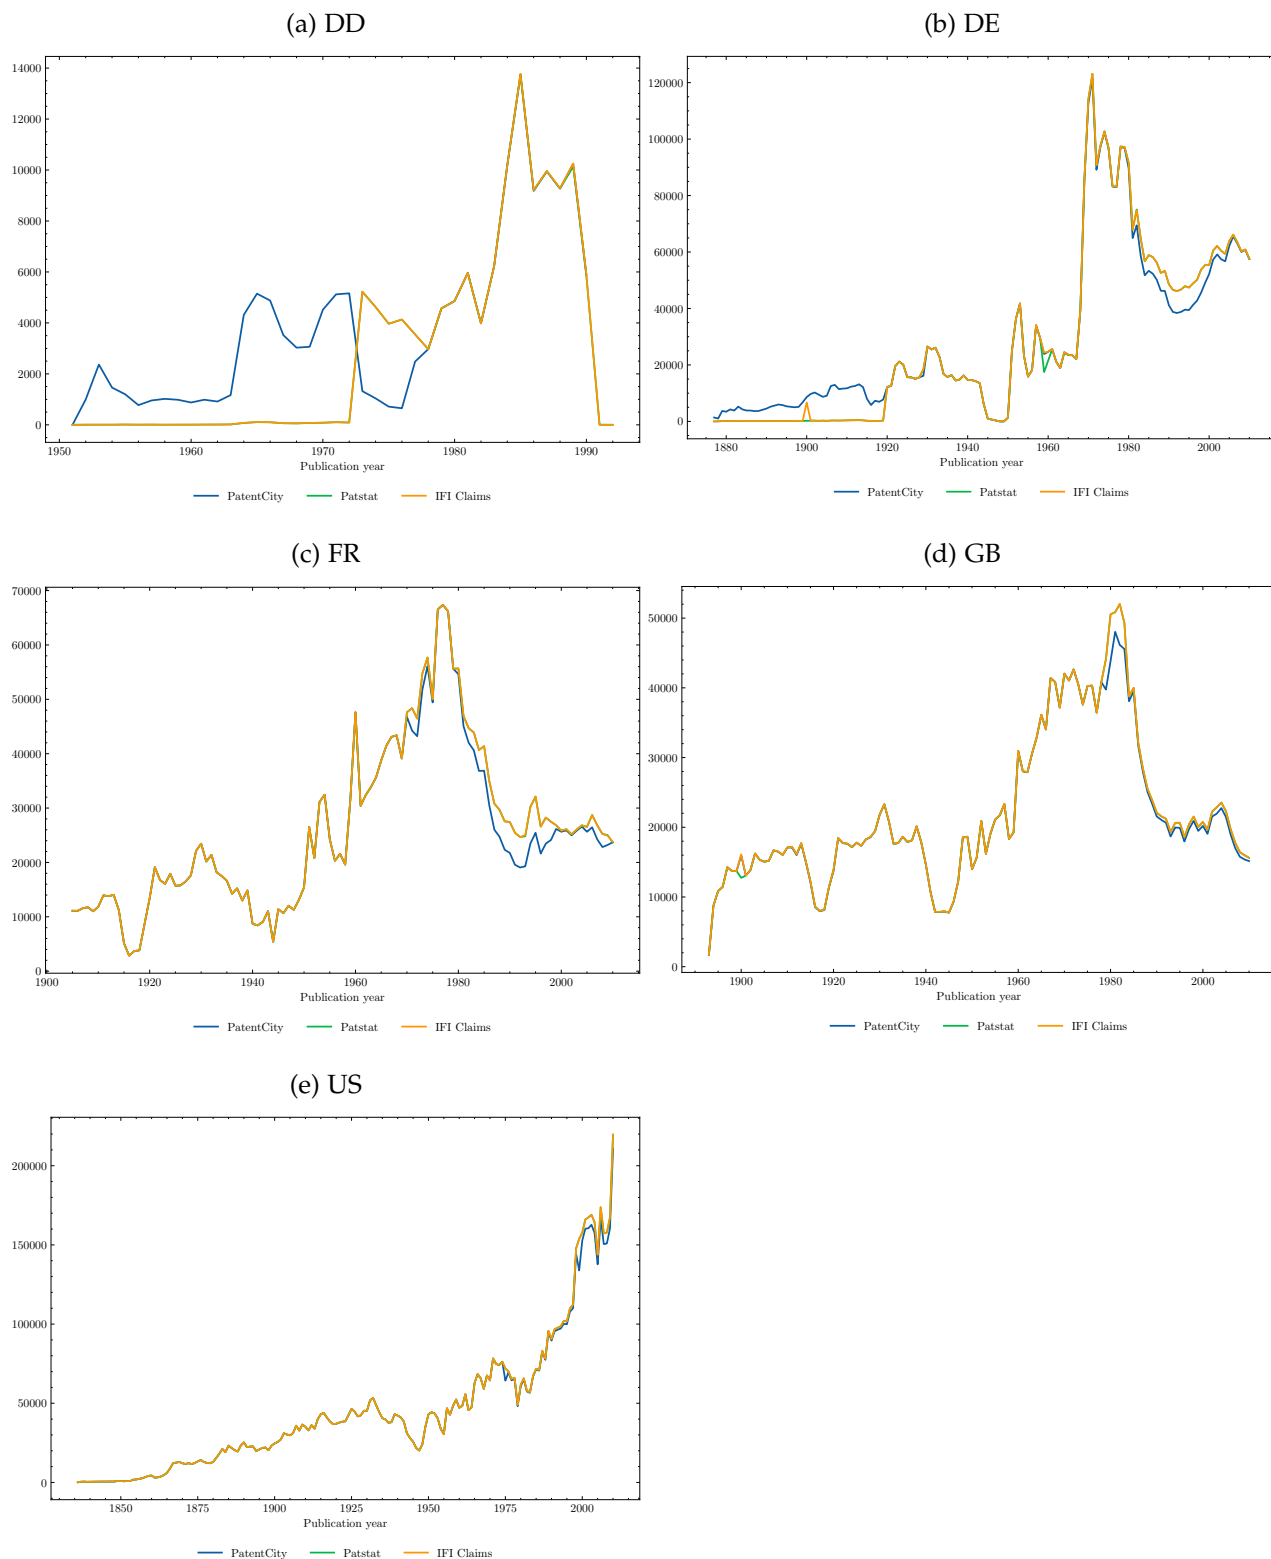 (a) DD
14000
12000
10000
8000
6000
4000
2000
0
1950 1960 1970 1980 1990
Publication year
PatentCity Patstat IFI Claims
(b) DE
120000
100000
80000
60000
40000
20000
0
1880 1900 1920 1940 1960 1980 2000
Publication year
PatentCity Patstat IFI Claims
(c) FR
70000
60000
50000
40000
30000
20000
10000
0
1900 1920 1940 1960 1980 2000
Publication year
PatentCity Patstat IFI Claims
(d) GB
50000
40000
30000
20000
10000
0
1900 1920 1940 1960 1980 2000
Publication year
PatentCity Patstat IFI Claims
(e) US
200000
150000
100000
50000
0
1850 1875 1900 1925 1950 1975 2000
Publication year
PatentCity Patstat IFI Claims